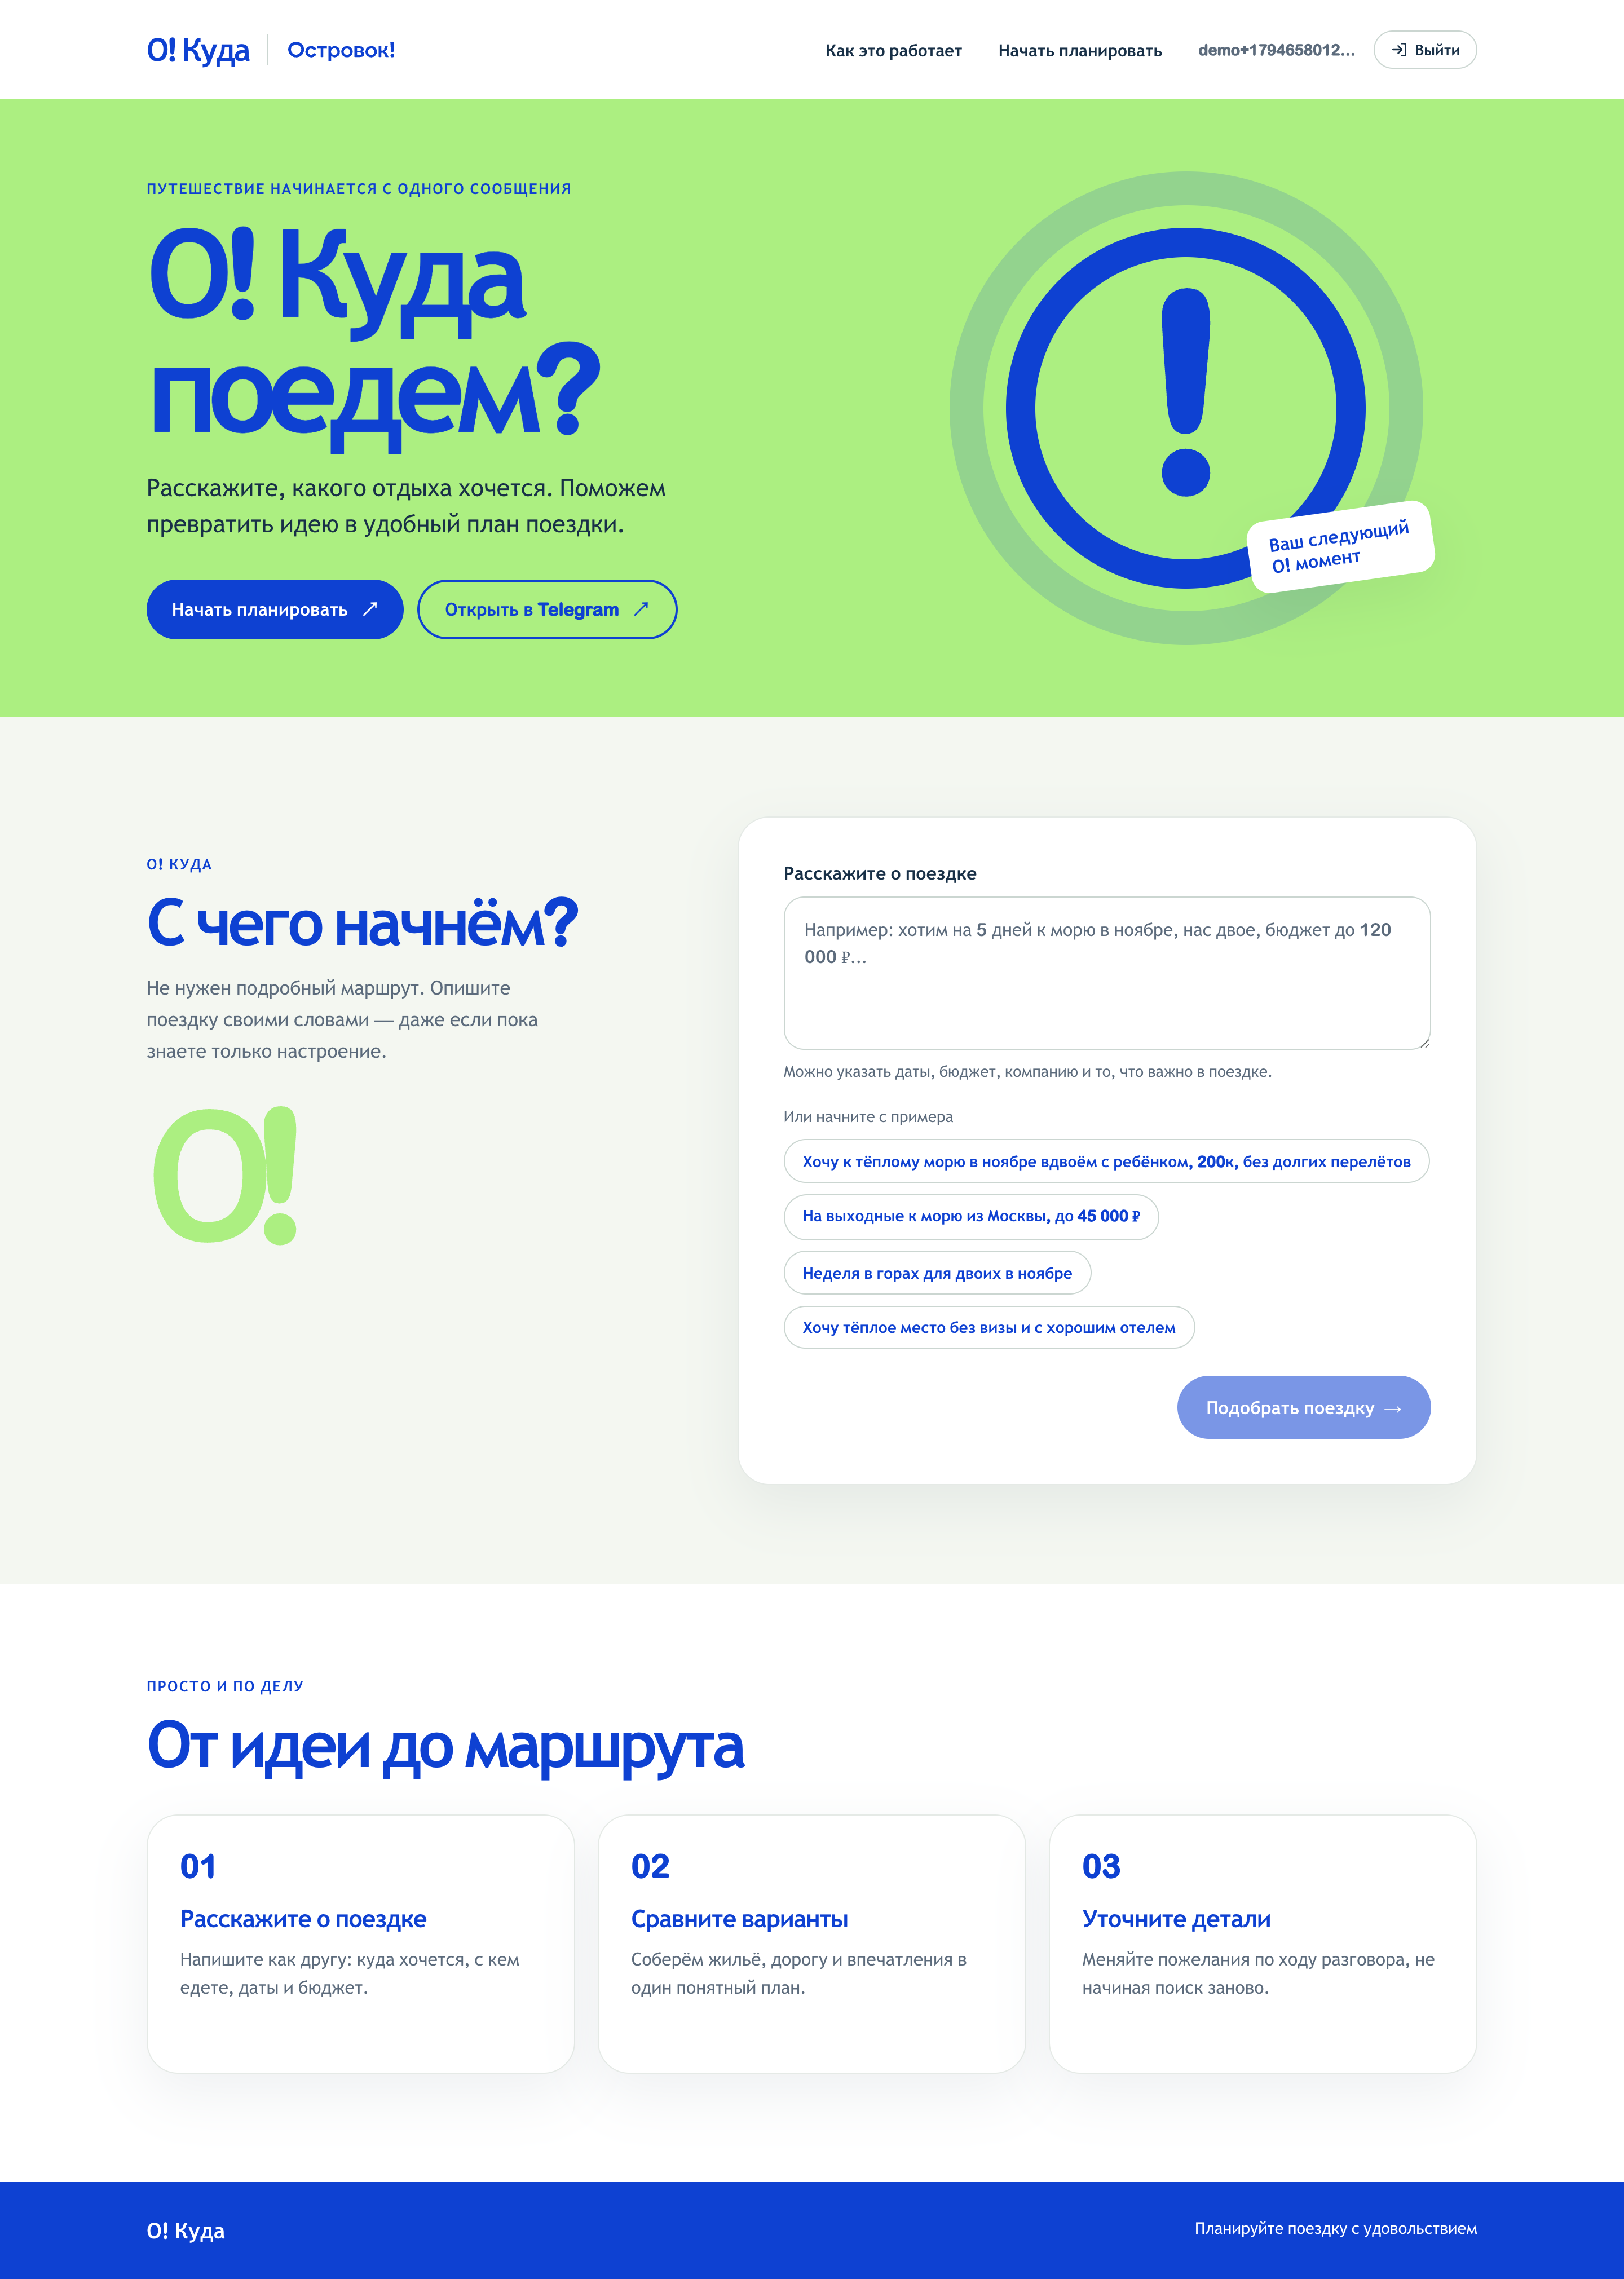 О! Куда
Островок!
Как это работает
Начать планировать
demo+1794658012...
Выйти
ПУТЕШЕСТВИЕ НАЧИНАЕТСЯ С ОДНОГО СООБЩЕНИЯ
О! Куда
поедем?
Расскажите, какого отдыха хочется. Поможем
превратить идею в удобный план поездки.
Начать планировать ↗
Открыть в Telegram ↗
!
Ваш следующий
О! момент
О! КУДА
С чего начнём?
Не нужен подробный маршрут. Опишите
поездку своими словами — даже если пока
знаете только настроение.
О!
Расскажите о поездке
Например: хотим на 5 дней к морю в ноябре, нас двое, бюджет до 120
000 ₽...
Можно указать даты, бюджет, компанию и то, что важно в поездке.
Или начните с примера
Хочу к тёплому морю в ноябре вдвоём с ребёнком, 200к, без долгих перелётов
На выходные к морю из Москвы, до 45 000 ₽
Неделя в горах для двоих в ноябре
Хочу тёплое место без визы и с хорошим отелем
Подобрать поездку →
ПРОСТО И ПО ДЕЛУ
От идеи до маршрута
01
Расскажите о поездке
Напишите как другу: куда хочется, с кем
едете, даты и бюджет.
02
Сравните варианты
Соберём жильё, дорогу и впечатления в
один понятный план.
03
Уточните детали
Меняйте пожелания по ходу разговора, не
начиная поиск заново.
О! Куда
Планируйте поездку с удовольствием